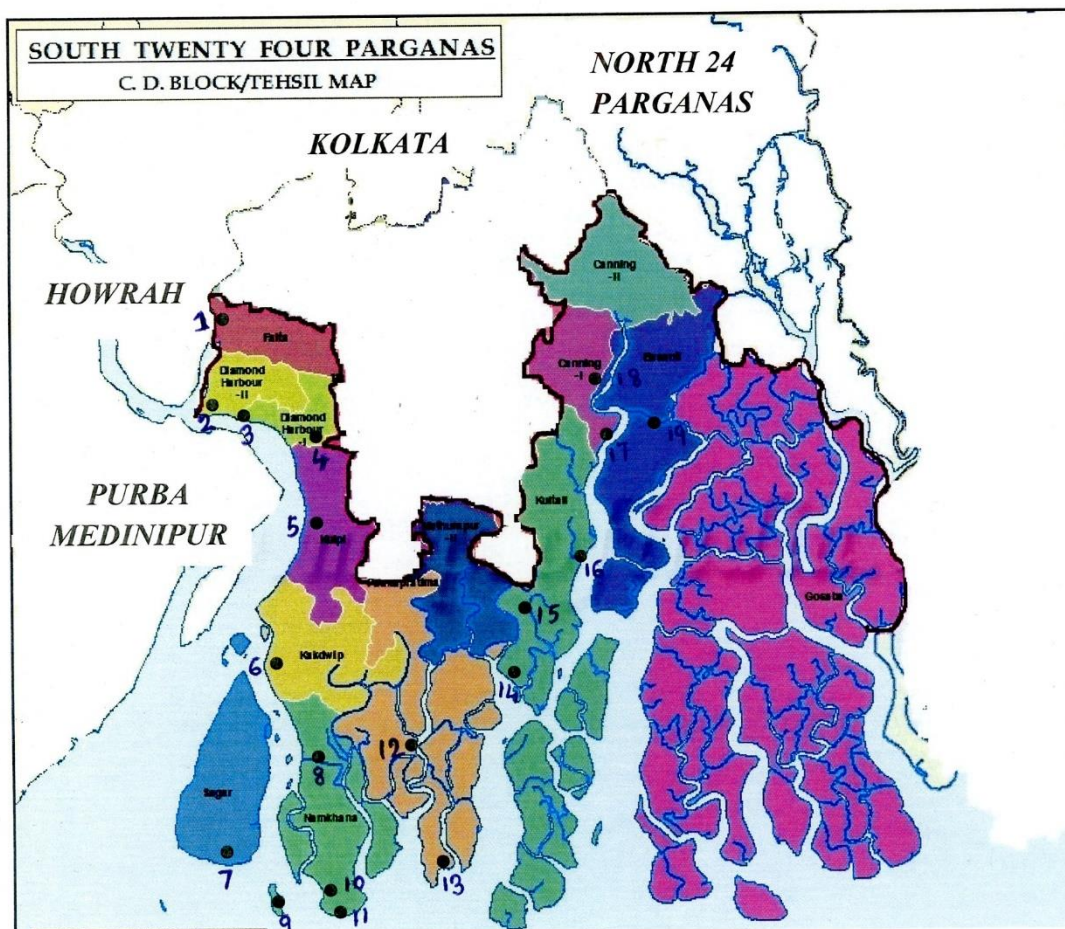 SOUTH TWENTY FOUR PARGANAS
C. D. BLOCK/TEHSIL MAP
NORTH 24
PARGANAS
KOLKATA
HOWRAH
PURBA
MEDINIPUR
Canning
-II
1
Falta
Diamond
Harbour
-II
Canning
-I
18
2
3
Diamond
Harbour
-I
4
17
19
Kultali
5
16
15
Gosaba
6
Kakdwip
14
12
8
Sagar
Namkhana
7
10
13
9
11